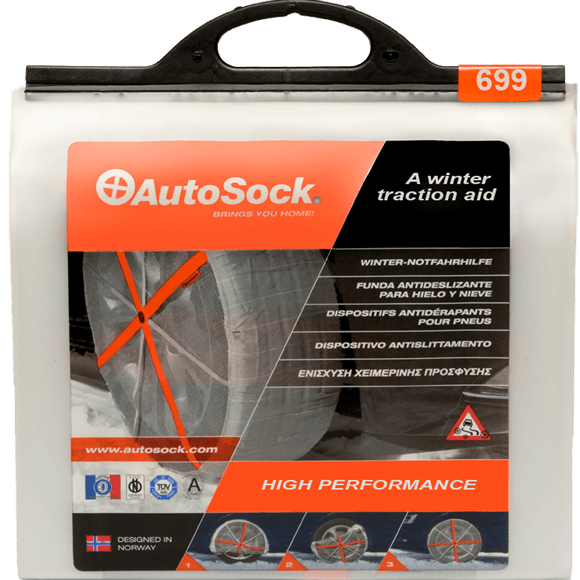 699
AutoSock®
BRINGS YOU HOME!
A winter
traction aid
WINTER-NOTFAHRHILFE
FUNDA ANTIDESLIZANTE
PARA HIELO Y NIEVE
DISPOSITIFS ANTIDÉRAPANTS
POUR PNEUS
DISPOSITIVO ANTISLITTAMENTO
ΕΝΙΣΧΥΣΗ ΧΕΙΜΕΡΙΝΗΣ ΠΡΟΣΦΥΣΗΣ
www.autosock.com
TÜV
A
HIGH PERFORMANCE
DESIGNED IN
NORWAY
1
2
3